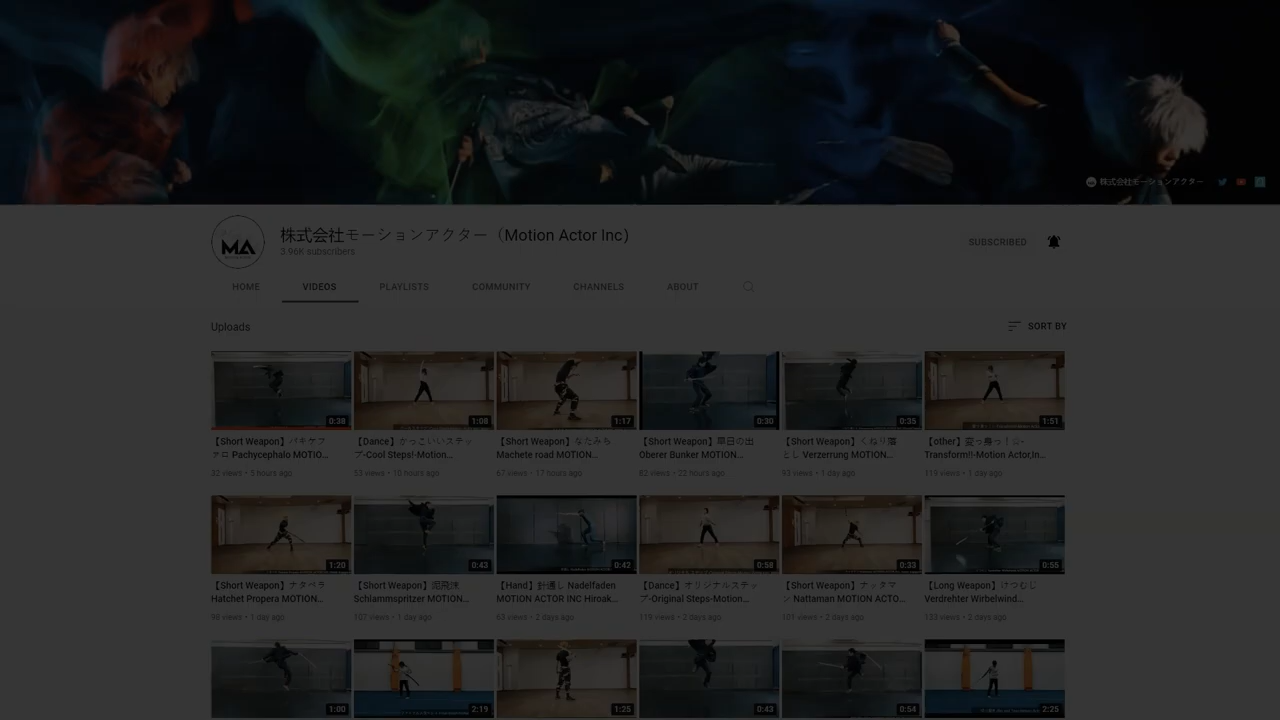 株式会社モーションアクター
MA
株式会社モーションアクター（Motion Actor Inc）
3.96K subscribers
SUBSCRIBED
HOME VIDEOS PLAYLISTS COMMUNITY CHANNELS ABOUT
Uploads
SORT BY
0:38 1:08 1:17 0:30 0:35 1:51
【Short Weapon】パキケファロ Pachycephalo MOTIO...
32 views • 5 hours ago
【Dance】かっこいいステップ-Cool Steps!-Motion...
53 views • 10 hours ago
【Short Weapon】なたみち
Machete road MOTION...
67 views • 17 hours ago
【Short Weapon】
Oberer Bunker MOTION...
82 views • 22 hours ago
【Short Weapon】くねり落とし Verzerrung MOTION...
93 views • 1 day ago
【other】
Transform!!-Motion Actor,In...
319 views • 1 day ago
1:20 0:43 0:42 0:58 0:33 0:55
【Short Weapon】ナタペラ
Hatchet Propera MOTION...
98 views • 1 day ago
【Short Weapon】泥飛沫
Schlammspritzer MOTION...
107 views • 1 day ago
【Hand】針通し Nadelfaden
MOTION ACTOR INC Hiroak...
63 views • 2 days ago
【Dance】オリジナルステップ-Original Steps-Motion...
119 views • 2 days ago
【Short Weapon】ナッタマン Nattaman MOTION ACTO...
101 views • 2 days ago
【Long Weapon】けつむじ
Verdrehter Wirbelwind...
133 views • 2 days ago
1:00 2:19 1:25 0:43 0:54 2:25